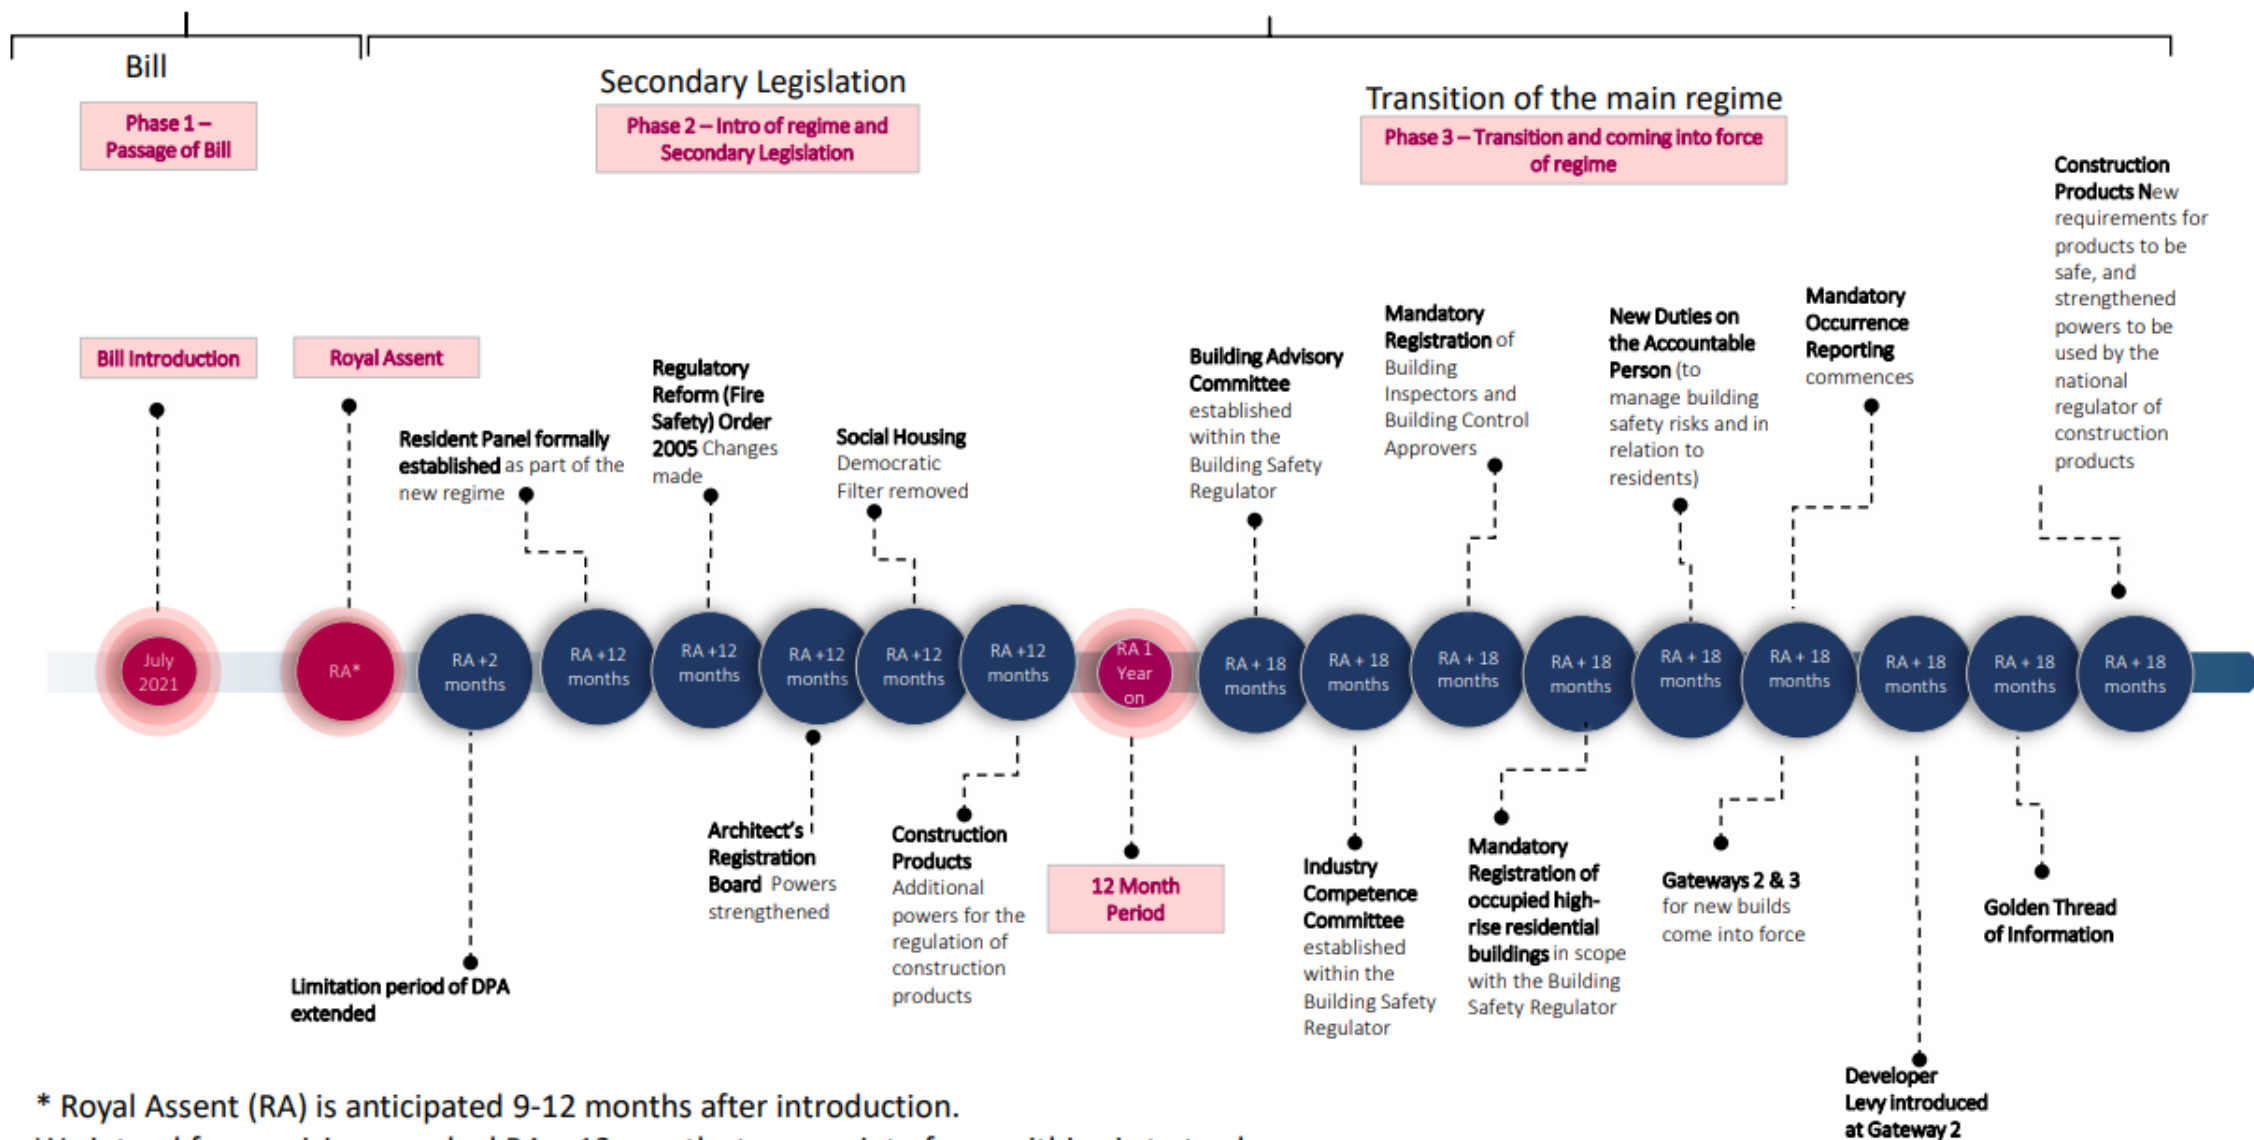 Bill
Secondary Legislation
Transition of the main regime
Phase 1 –
Passage of Bill
Phase 2 – Intro of regime and
Secondary Legislation
Phase 3 – Transition and coming into force
of regime
Bill Introduction
Royal Assent
Resident Panel formally
established as part of the
new regime
Regulatory
Reform (Fire
Safety) Order
2005 Changes
made
Social Housing
Democratic
Filter removed
Building Advisory
Committee
established
within the
Building Safety
Regulator
Mandatory
Registration of
Building
Inspectors and
Building Control
Approvers
New Duties on
the Accountable
Person (to
manage building
safety risks and in
relation to
residents)
Mandatory
Occurrence
Reporting
commences
Construction
Products New
requirements for
products to be
safe, and
strengthened
powers to be
used by the
national
regulator of
construction
products
July
2021
RA*
RA +2
months
RA +12
months
RA +12
months
RA +12
months
RA +12
months
RA +12
months
RA 1
Year
on
RA + 18
months
RA + 18
months
RA + 18
months
RA + 18
months
RA + 18
months
RA + 18
months
RA + 18
months
RA + 18
months
RA + 18
months
Limitation period of DPA
extended
Architect's
Registration
Board Powers
strengthened
Construction
Products
Additional
powers for the
regulation of
construction
products
12 Month
Period
Industry
Competence
Committee
established
within the
Building Safety
Regulator
Mandatory
Registration of
occupied high-
rise residential
buildings in scope
with the Building
Safety Regulator
Gateways 2 & 3
for new builds
come into force
Developer
Levy introduced
at Gateway 2
Golden Thread
of Information
* Royal Assent (RA) is anticipated 9-12 months after introduction.